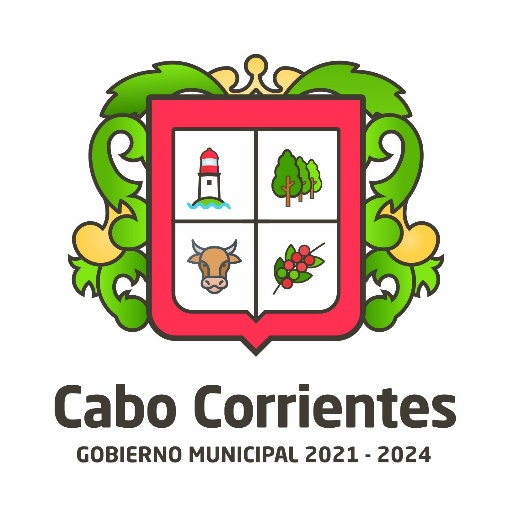 Cabo Corrientes
GOBIERNO MUNICIPAL 2021 - 2024